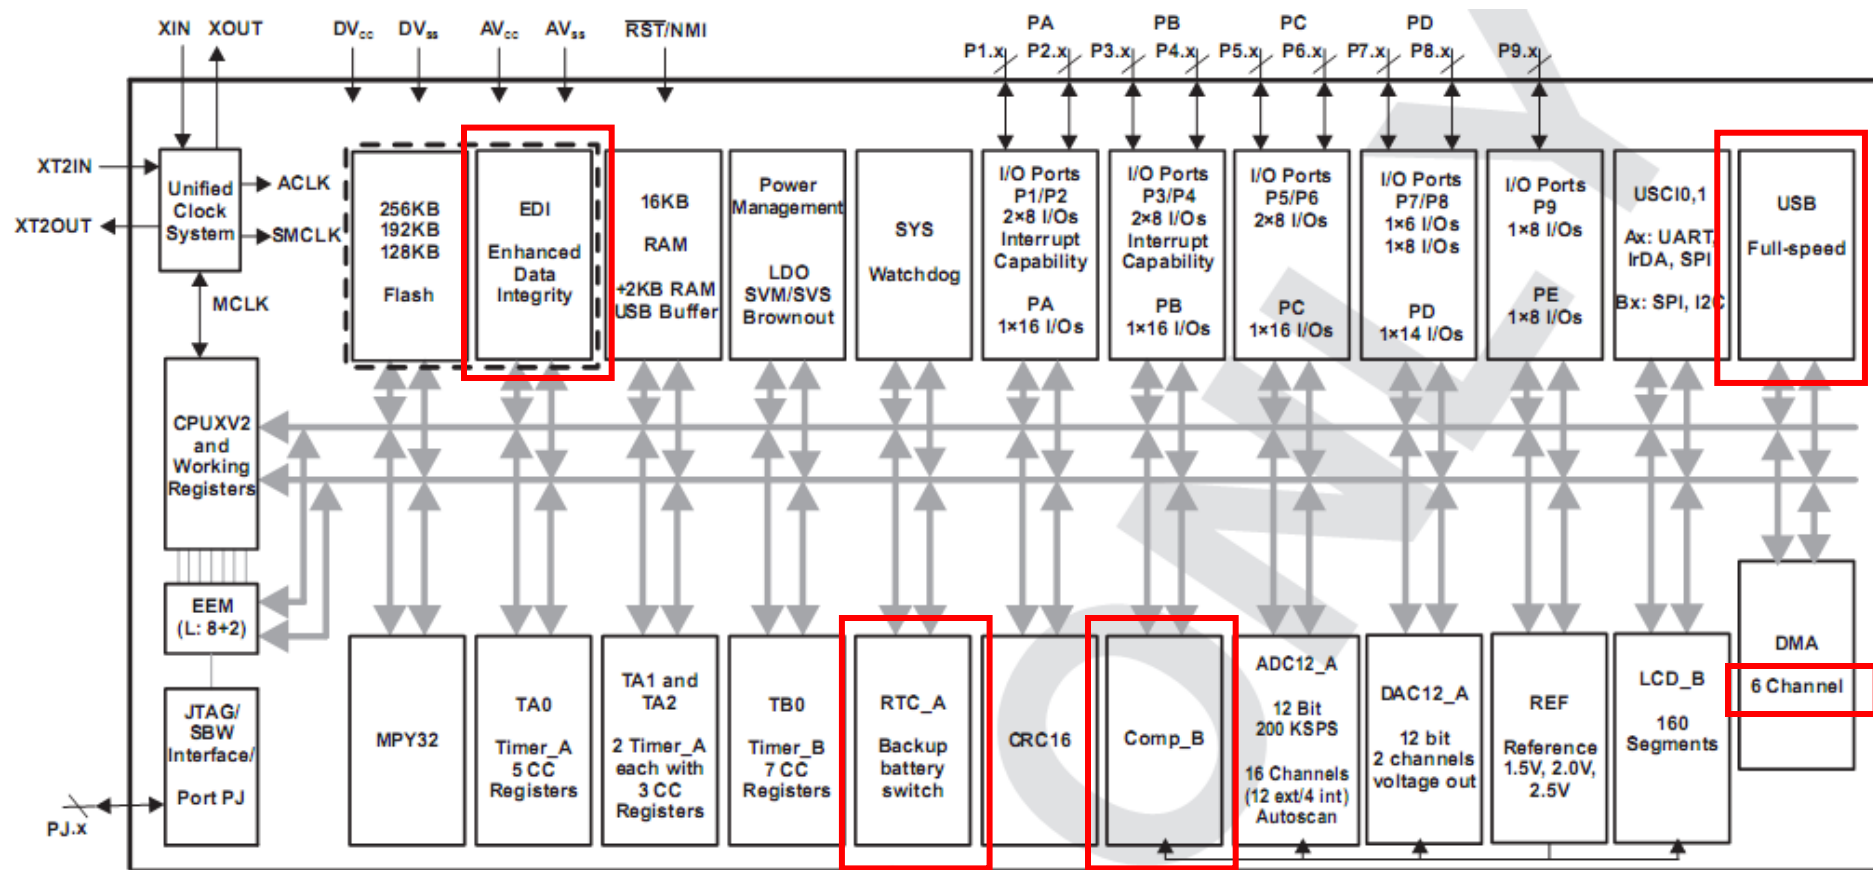 XIN XOUT DVcc DVss AVcc AVss RST/NMI
PA PB PC PD
P1.x P2.x P3.x P4.x P5.x P6.x P7.x P8.x P9.x
XT2IN
XT2OUT
Unified
Clock
System
ACLK
SMCLK
MCLK
256KB
192KB
128KB
Flash
EDI
Enhanced
Data
Integrity
16KB
RAM
+2KB RAM
USB Buffer
Power
Management
LDO
SVM/SVS
Brownout
SYS
Watchdog
I/O Ports
P1/P2
2×8 I/Os
Interrupt
Capability
PA
1×16 I/Os
I/O Ports
P3/P4
2×8 I/Os
Interrupt
Capability
PB
1×16 I/Os
I/O Ports
P5/P6
2×8 I/Os
PC
1×16 I/Os
I/O Ports
P7/P8
1×6 I/Os
1×8 I/Os
PD
1×14 I/Os
I/O Ports
P9
1×8 I/Os
PE
1×8 I/Os
USCI0,1
Ax: UART,
IrDA, SPI
Bx: SPI, I2C
USB
Full-speed
CPUXV2
and
Working
Registers
EEM
(L: 8+2)
JTAG/
SBW
Interface/
Port PJ
PJ.x
MPY32
TA0
Timer_A
5 CC
Registers
TA1 and
TA2
2 Timer_A
each with
3 CC
Registers
TB0
Timer_B
7 CC
Registers
RTC_A
Backup
battery
switch
CRC16
Comp_B
ADC12_A
12 Bit
200 KSPS
16 Channels
(12 ext/4 int)
Autoscan
DAC12_A
12 bit
2 channels
voltage out
REF
Reference
1.5V, 2.0V,
2.5V
LCD_B
160
Segments
DMA
6 Channel
ONLY